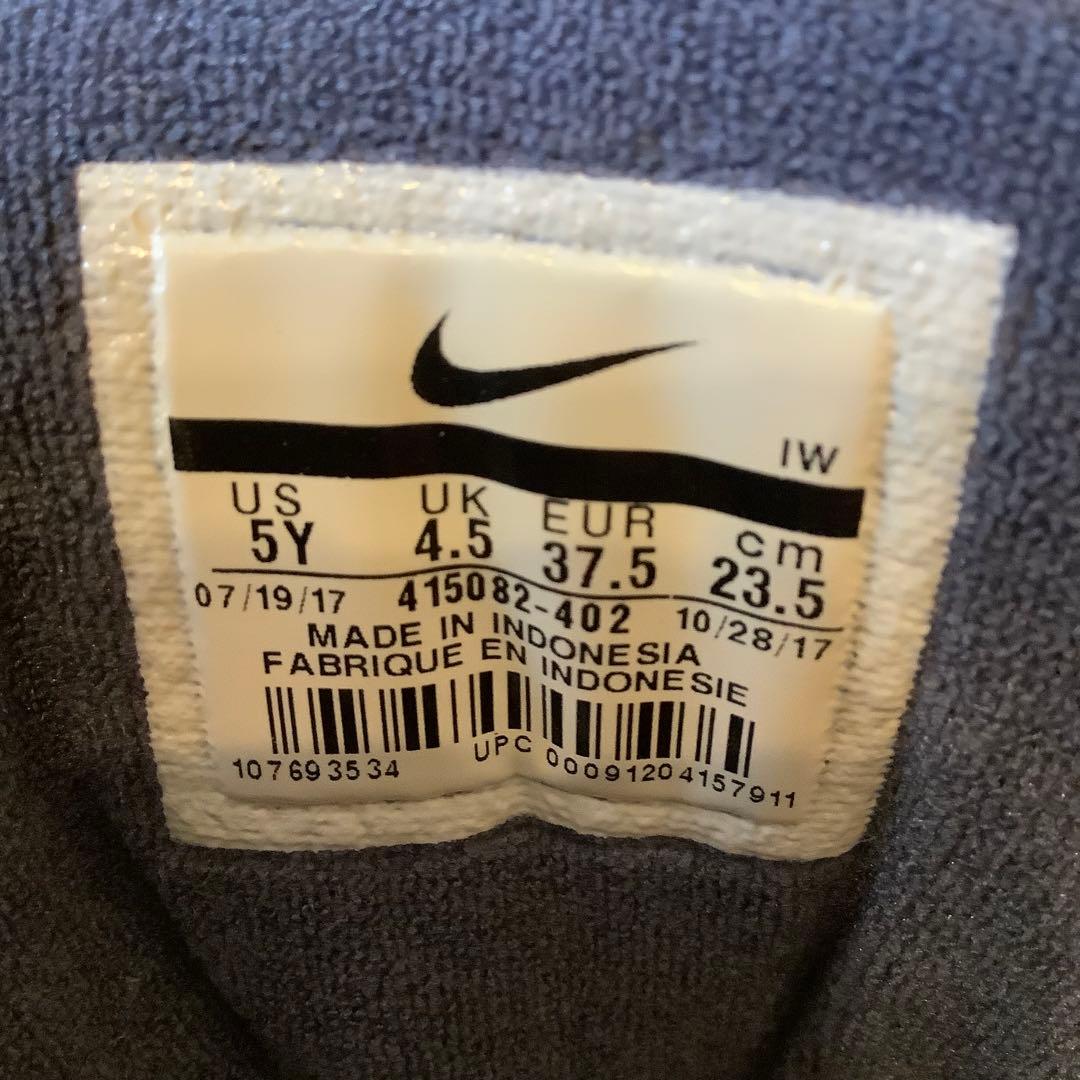 IW
US UK EUR cm
5Y 4.5 37.5 23.5
07/19/17 415082-402 10/28/17
MADE IN INDONESIA
FABRIQUE EN INDONESIE
107693534 UPC 00091204157911